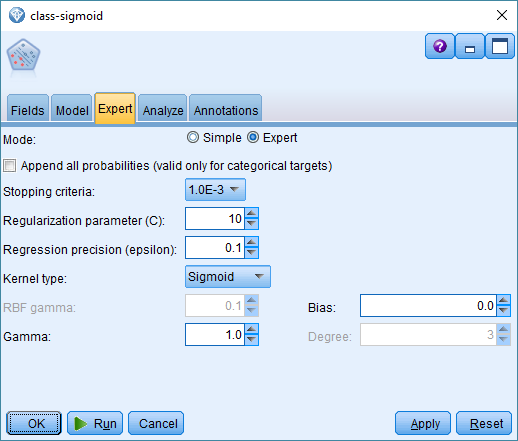 class-sigmoid
Fields Model Expert Analyze Annotations
Mode: Simple Expert
Append all probabilities (valid only for categorical targets)
Stopping criteria: 1.0E-3
Regularization parameter (C): 10
Regression precision (epsilon): 0.1
Kernel type: Sigmoid
RBF gamma: 0.1 Bias: 0.0
Gamma: 1.0 Degree: 3
OK Run Cancel Apply Reset